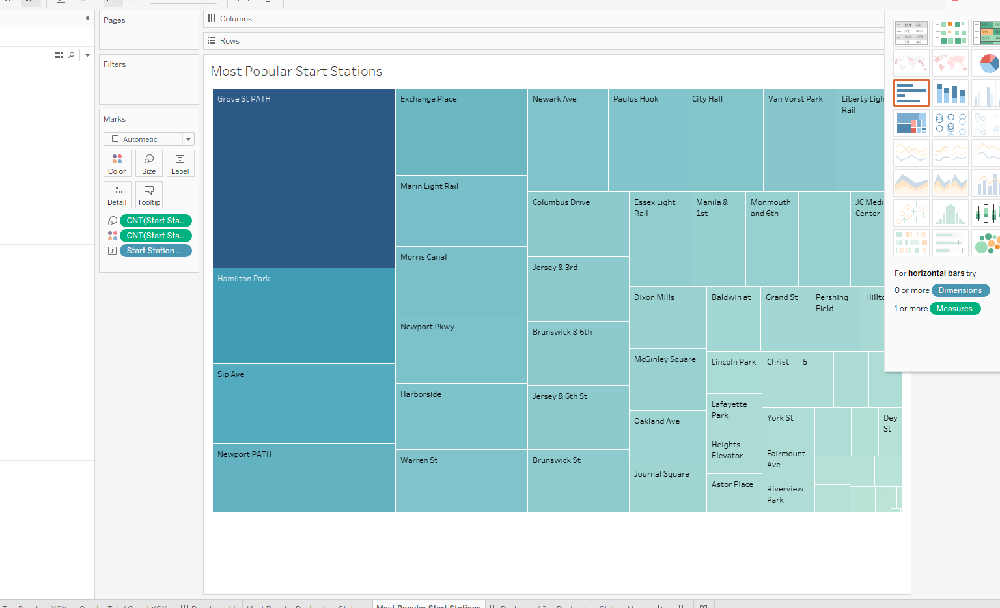 Pages
Columns
Rows
Filters
Marks
Automatic
Color
Size
Label
Detail
Tooltip
CNT(Start Sta..
CNT(Start Sta..
Start Station ..
Most Popular Start Stations
Grove St PATH
Hamilton Park
Sip Ave
Newport PATH
Exchange Place
Marin Light Rail
Morris Canal
Newport Pkwy
Harborside
Warren St
Newark Ave
Paulus Hook
City Hall
Van Vorst Park
Liberty Ligh
Rail
Columbus Drive
Jersey & 3rd
Brunswick & 6th
Jersey & 6th St
Brunswick St
Essex Light
Rail
Manila &
1st
Monmouth
and 6th
JC Medi
Center
Dixon Mills
McGinley Square
Oakland Ave
Journal Square
Baldwin at
Grand St
Pershing
Field
Hillto
Lincoln Park
Lafayette
Park
Heights
Elevator
Astor Place
Christ
5
York St
Fairmount
Ave
Riverview
Park
Dey
St
For horizontal bars try
0 or more Dimensions
1 or more Measures
Most Popular Start Stations